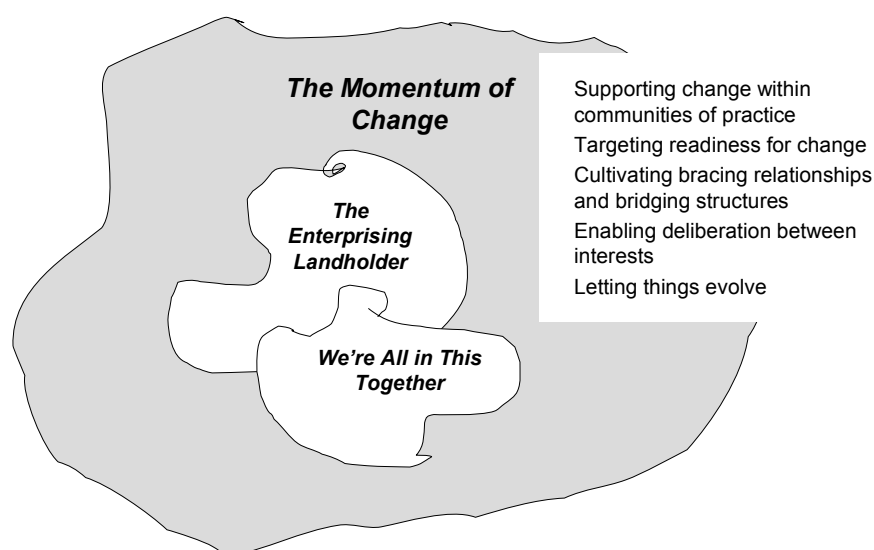 The Momentum of
Change
The
Enterprising
Landholder
We're All in This
Together
Supporting change within
communities of practice
Targeting readiness for change
Cultivating bracing relationships
and bridging structures
Enabling deliberation between
interests
Letting things evolve